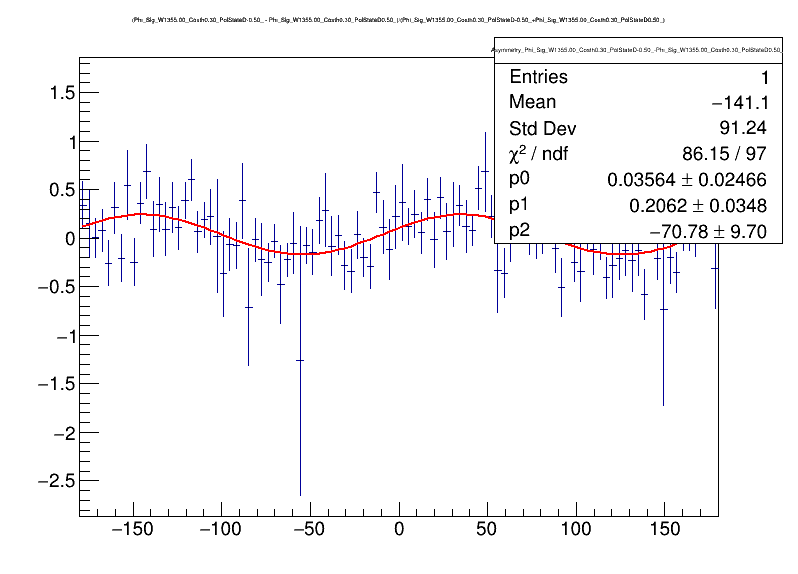 (Phi_Sig_W1355.00_Costh0.30_PolStateD-0.50_ - Phi_Sig_W1355.00_Costh0.30_PolStateD0.50_)/(Phi_Sig_W1355.00_Costh0.30_PolStateD-0.50_+Phi_Sig_W1355.00_Costh0.30_PolStateD0.50_)
Asymmetry_Phi_Sig_W1355.00_Costh0.30_PolStateD-0.50_-Phi_Sig_W1355.00_Costh0.30_PolStateD0.50_
Entries 1
Mean −141.1
Std Dev 91.24
χ² / ndf 86.15 / 97
p0 0.03564 ± 0.02466
p1 0.2062 ± 0.0348
p2 −70.78 ± 9.70
1.5
1
0.5
0
−0.5
−1
−1.5
−2
−2.5
−150 −100 −50 0 50 100 150